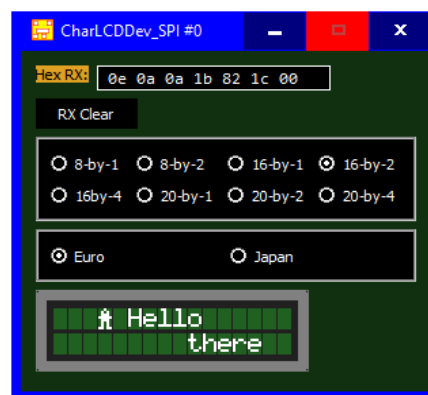 CharLCDDev_SPI #0
Hex RX: 0e 0a 0a 1b 82 1c 00
RX Clear
8-by-1 8-by-2 16-by-1 16-by-2
16by-4 20-by-1 20-by-2 20-by-4
Euro Japan
Hello
there